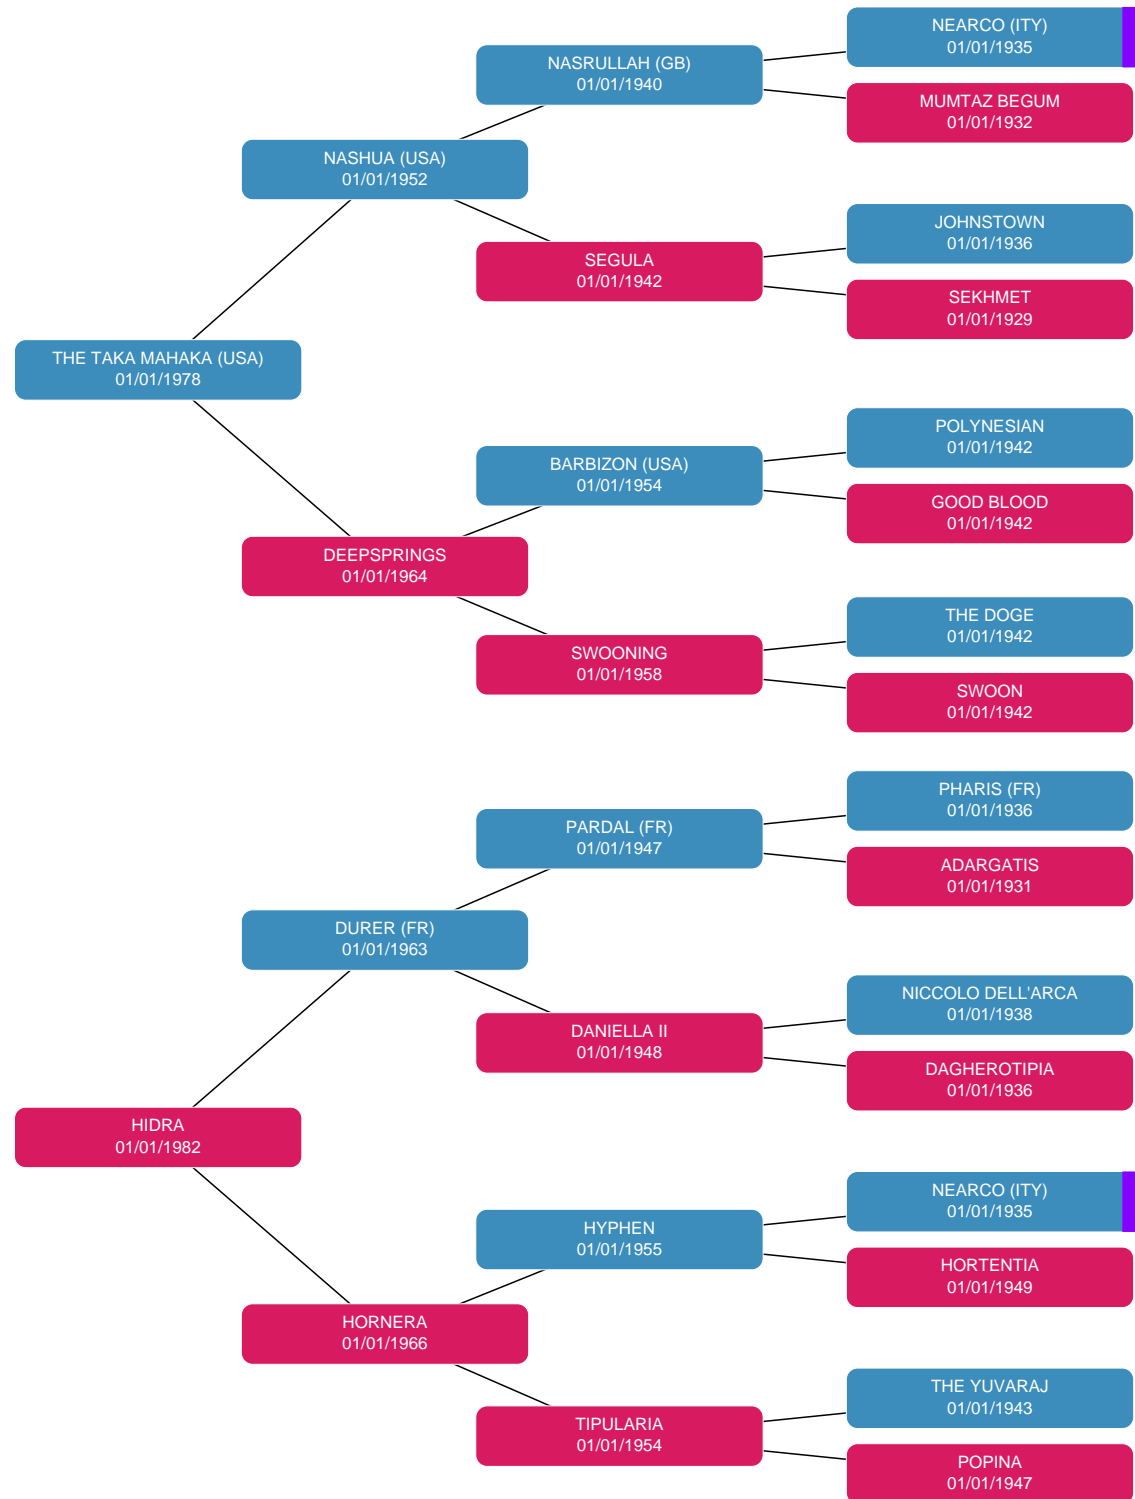 NEARCO (ITY)
01/01/1935
NASRULLAH (GB)
01/01/1940
MUMTAZ BEGUM
01/01/1932
NASHUA (USA)
01/01/1952
JOHNSTOWN
01/01/1936
SEGULA
01/01/1942
SEKHMET
01/01/1929
THE TAKA MAHAKA (USA)
01/01/1978
POLYNESIAN
01/01/1942
BARBIZON (USA)
01/01/1954
GOOD BLOOD
01/01/1942
DEEPSPRINGS
01/01/1964
THE DOGE
01/01/1942
SWOONING
01/01/1958
SWOON
01/01/1942
PHARIS (FR)
01/01/1936
PARDAL (FR)
01/01/1947
ADARGATIS
01/01/1931
DURER (FR)
01/01/1963
NICCOLO DELL'ARCA
01/01/1938
DANIELLA II
01/01/1948
DAGHEROTIPIA
01/01/1936
HIDRA
01/01/1982
NEARCO (ITY)
01/01/1935
HYPHEN
01/01/1955
HORTENTIA
01/01/1949
HORNERA
01/01/1966
THE YUVARAJ
01/01/1943
TIPULARIA
01/01/1954
POPINA
01/01/1947